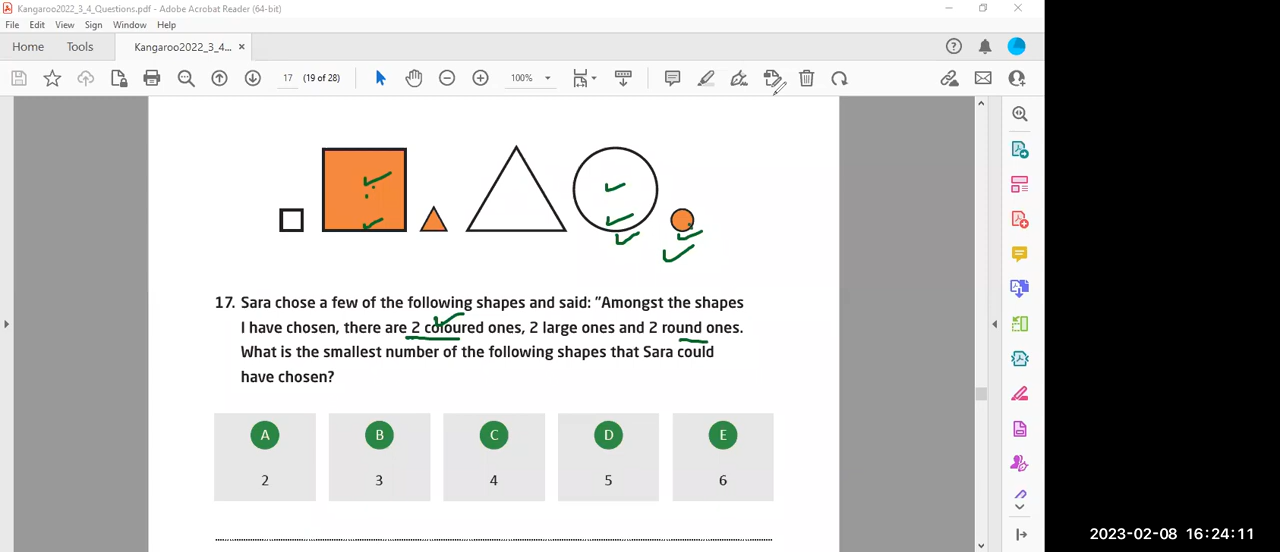 Kangaroo2022_3_4_Questions.pdf - Adobe Acrobat Reader (64-bit)
File Edit View Sign Window Help
Home Tools Kangaroo2022_3_4... ×
17 (19 of 28) 100%
17. Sara chose a few of the following shapes and said: "Amongst the shapes
I have chosen, there are 2 coloured ones, 2 large ones and 2 round ones.
What is the smallest number of the following shapes that Sara could
have chosen?
A B C D E
2 3 4 5 6
2023-02-08 16:24:11